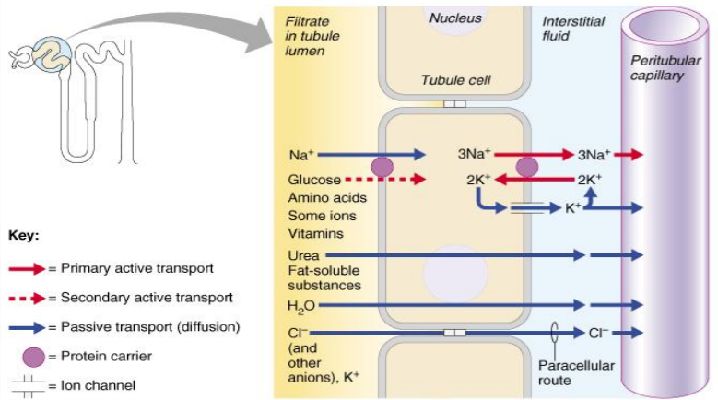 Filtrate
in tubule
lumen
Nucleus
Interstitial
fluid
Peritubular
capillary
Tubule cell
Na⁺
3Na⁺
3Na⁺
Glucose
2K⁺
2K⁺
Amino acids
Some ions
K⁺
Vitamins
Urea
Fat-soluble
substances
H₂O
Cl⁻
Cl⁻
(and
other
anions), K⁺
Paracellular
route
Key:
= Primary active transport
= Secondary active transport
= Passive transport (diffusion)
= Protein carrier
= Ion channel